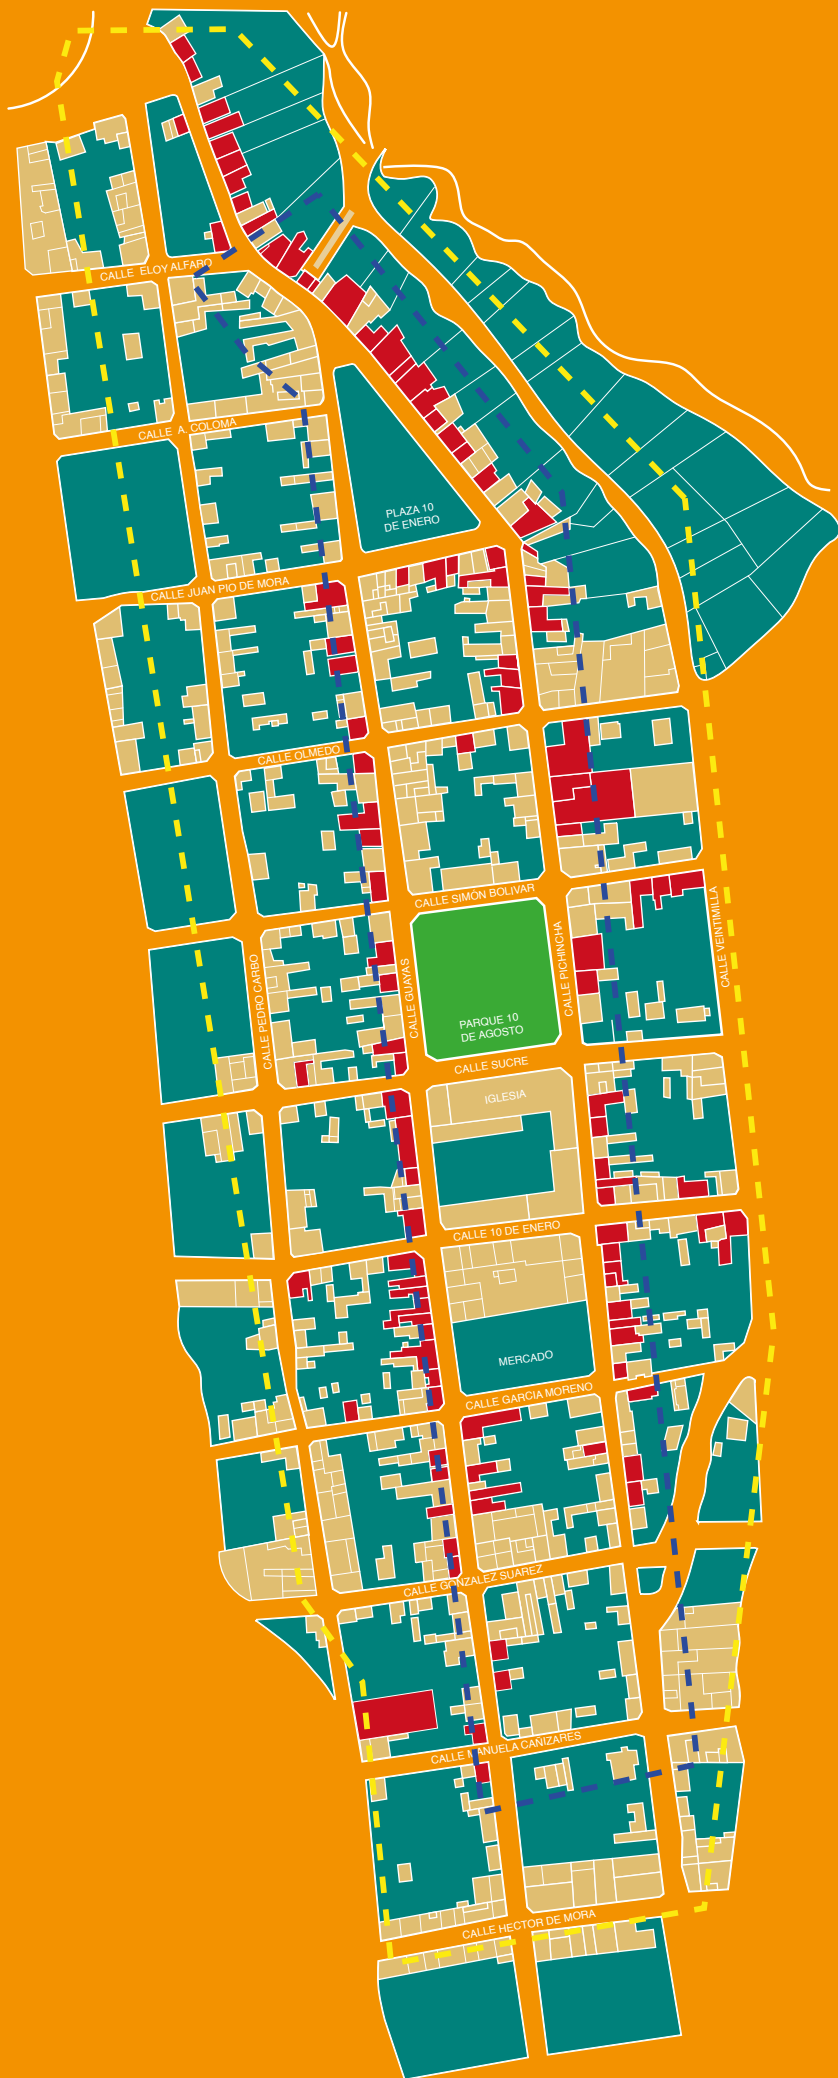 CALLE ELOY ALFARO
CALLE A. COLOMA
PLAZA 10
DE ENERO
CALLE JUAN PIO DE MORA
CALLE OLMEDO
CALLE SIMÓN BOLIVAR
CALLE VEINTIMILLA
CALLE PICHINCHA
CALLE GUAYAS
CALLE PEDRO CARBO
PARQUE 10
DE AGOSTO
CALLE SUCRE
IGLESIA
CALLE 10 DE ENERO
MERCADO
CALLE GARCIA MORENO
CALLE GONZALEZ SUAREZ
CALLE MANUELA CAÑIZARES
CALLE HECTOR DE MORA